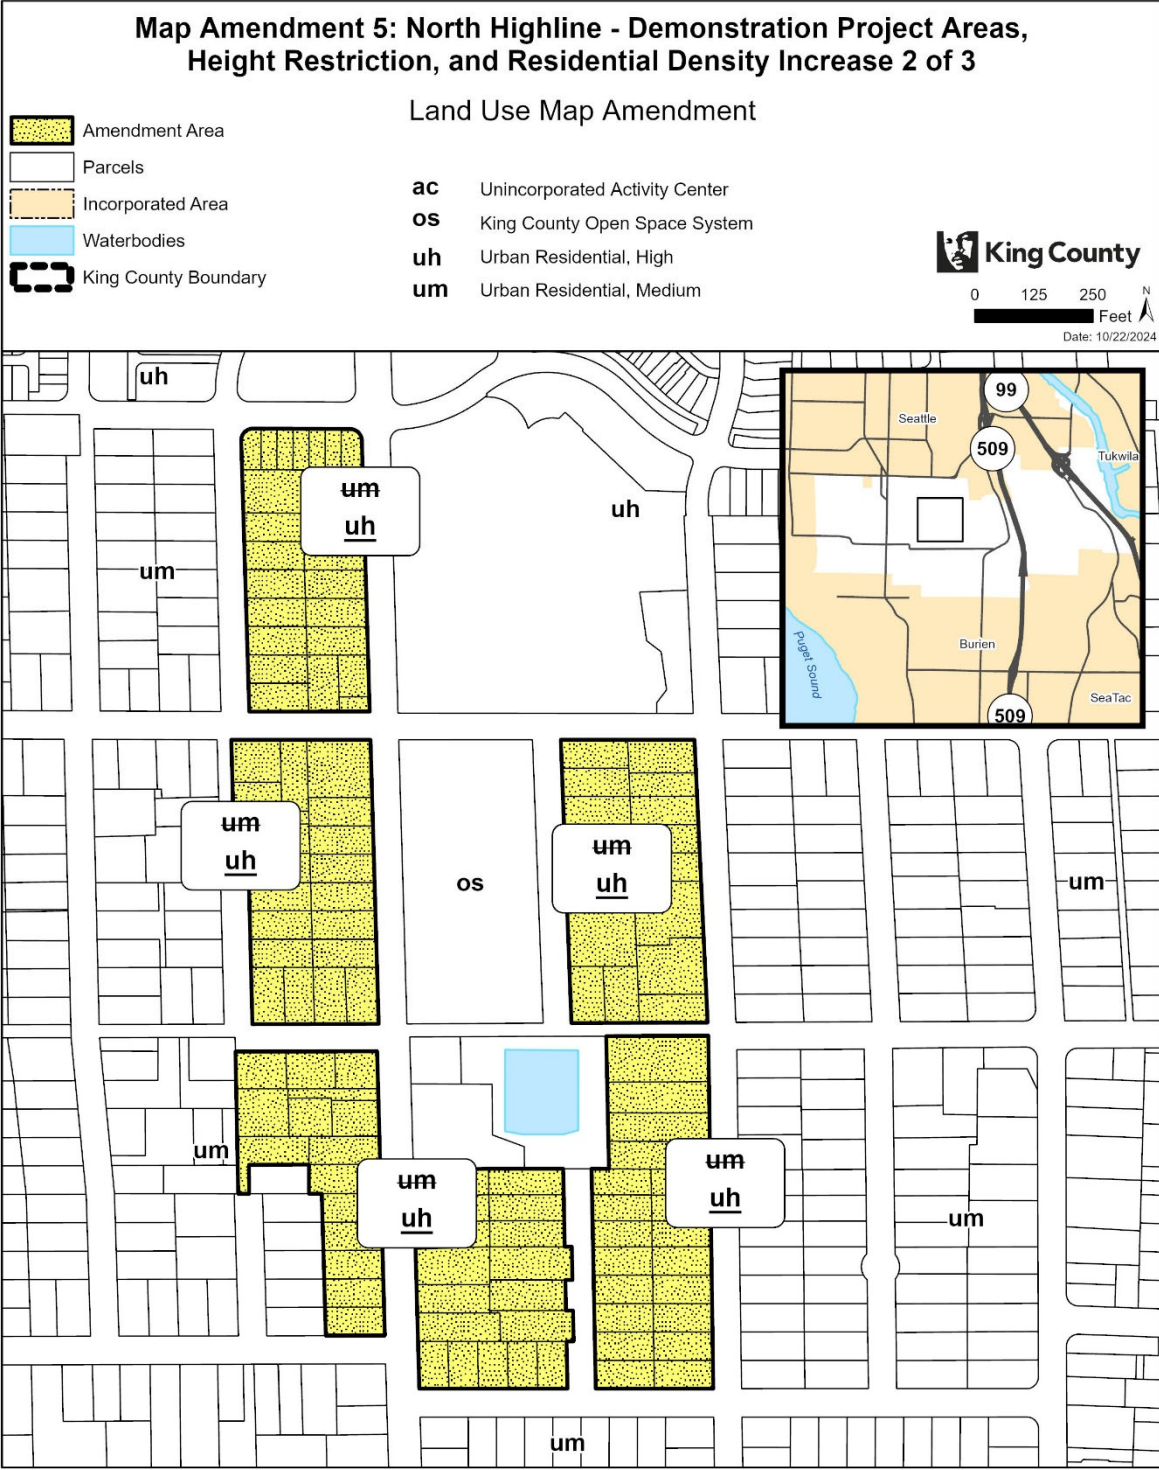 Map Amendment 5: North Highline - Demonstration Project Areas,
Height Restriction, and Residential Density Increase 2 of 3
Land Use Map Amendment
Amendment Area
Parcels
Incorporated Area
Waterbodies
King County Boundary
ac Unincorporated Activity Center
os King County Open Space System
uh Urban Residential, High
um Urban Residential, Medium
King County
0 125 250
Feet
N
Date: 10/22/2024
uh
99
Seattle
509
Tukwila
um
uh
uh
um
Burien
Puget Sound
SeaTac
509
um
uh
um
uh
os
um
um
um
uh
um
uh
um
um